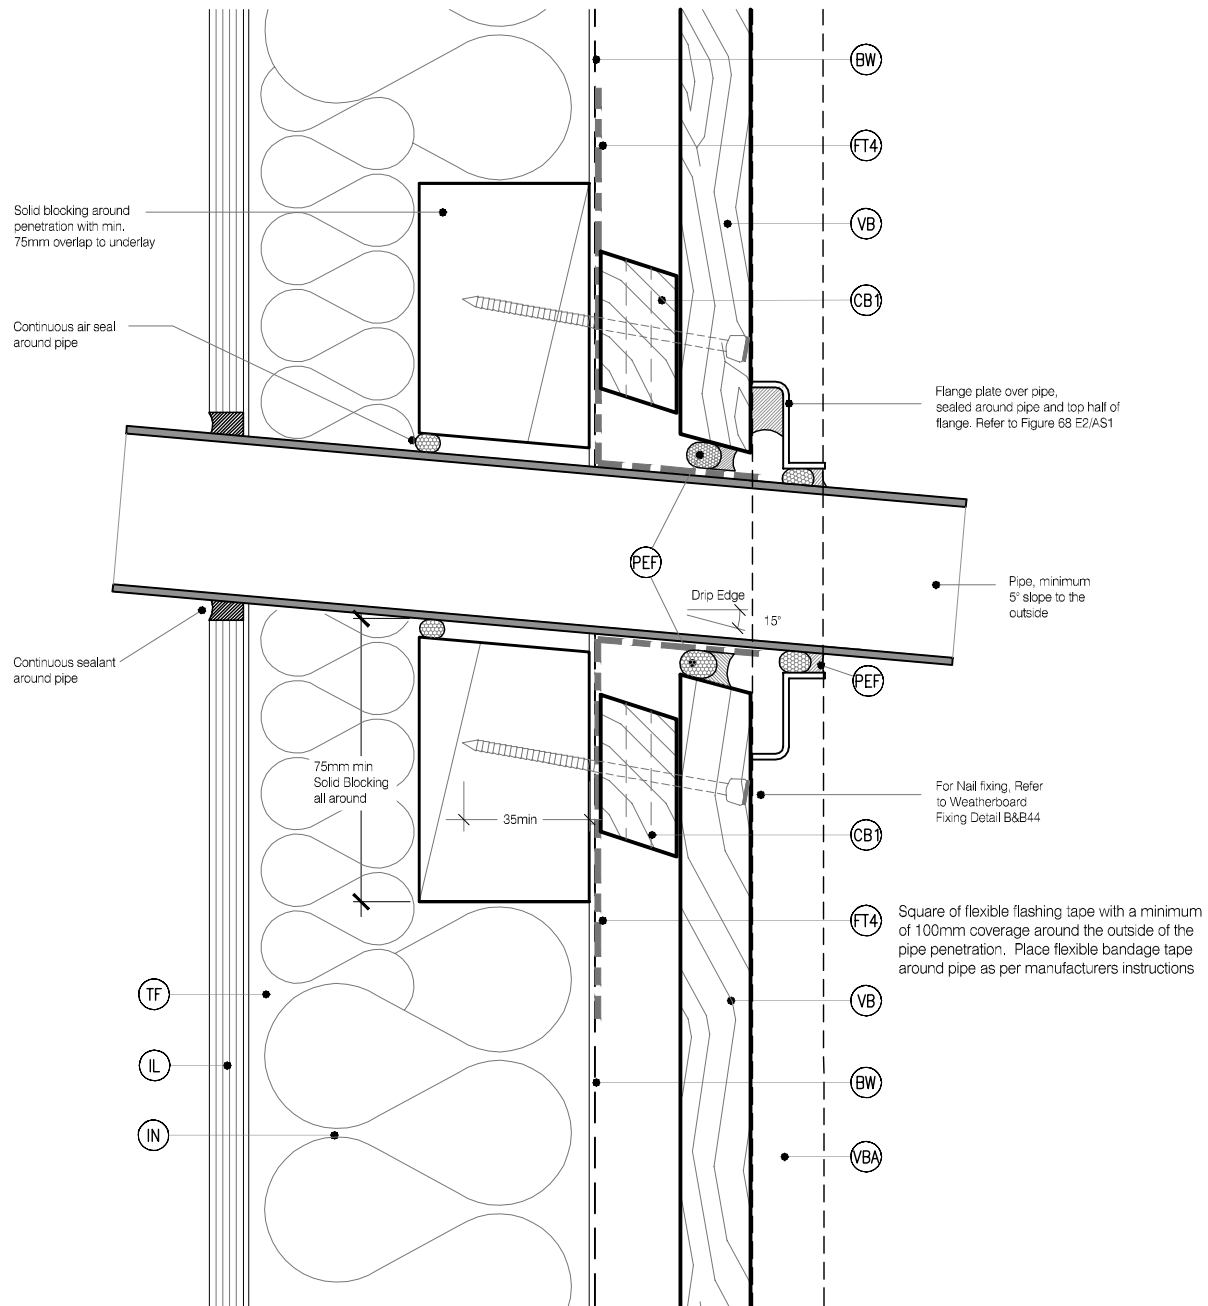 BW
FT4
Solid blocking around
penetration with min.
75mm overlap to underlay
VB
CB1
Continuous air seal
around pipe
Flange plate over pipe,
sealed around pipe and top half of
flange. Refer to Figure 68 E2/AS1
PEF
Drip Edge
15°
Pipe, minimum
5° slope to the
outside
Continuous sealant
around pipe
PEF
75mm min
Solid Blocking
all around
35min
For Nail fixing, Refer
to Weatherboard
Fixing Detail B&B44
CB1
FT4
Square of flexible flashing tape with a minimum
of 100mm coverage around the outside of the
pipe penetration. Place flexible bandage tape
around pipe as per manufacturers instructions
TF
VB
IL
BW
IN
VBA